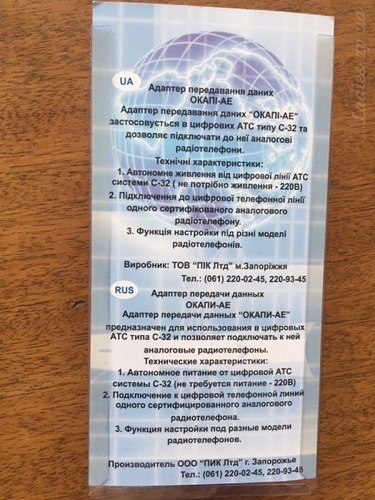 UA
Адаптер передавання даних
ОКАПІ-АЕ
Адаптер передавання даних "ОКАПІ-АЕ"
застосовується в цифрових АТС типу С-32 та
дозволяє підключати до неї аналогові
радіотелефони.
Технічні характеристики:
1. Автономне живлення від цифрової лінії АТС
системи С-32 ( не потрібно живлення - 220В)
2. Підключення до цифрової телефонної лінії
одного сертифікованого аналогового
радіотелефону.
3. Функція настройки під різні моделі
радіотелефонів.
Виробник: ТОВ "ПІК Лтд" м.Запоріжжя
Тел.: (061) 220-02-45, 220-93-45
RUS
Адаптер передачи данных
ОКАПИ-АЕ
Адаптер передачи данных "ОКАПИ-АЕ"
предназначен для использования в цифровых
АТС типа С-32 и позволяет подключать к ней
аналоговые радиотелефоны.
Технические характеристики:
1. Автономное питание от цифровой АТС
системы С-32 (не требуется питание - 220В)
2. Подключение к цифровой телефонной линий
одного сертифицированного аналогового
радиотелефона.
3. Функция настройки под разные модели
радиотелефонов.
Производитель ООО "ПИК Лтд" г. Запорожье
Тел.: (061) 220-02-45, 220-93-45